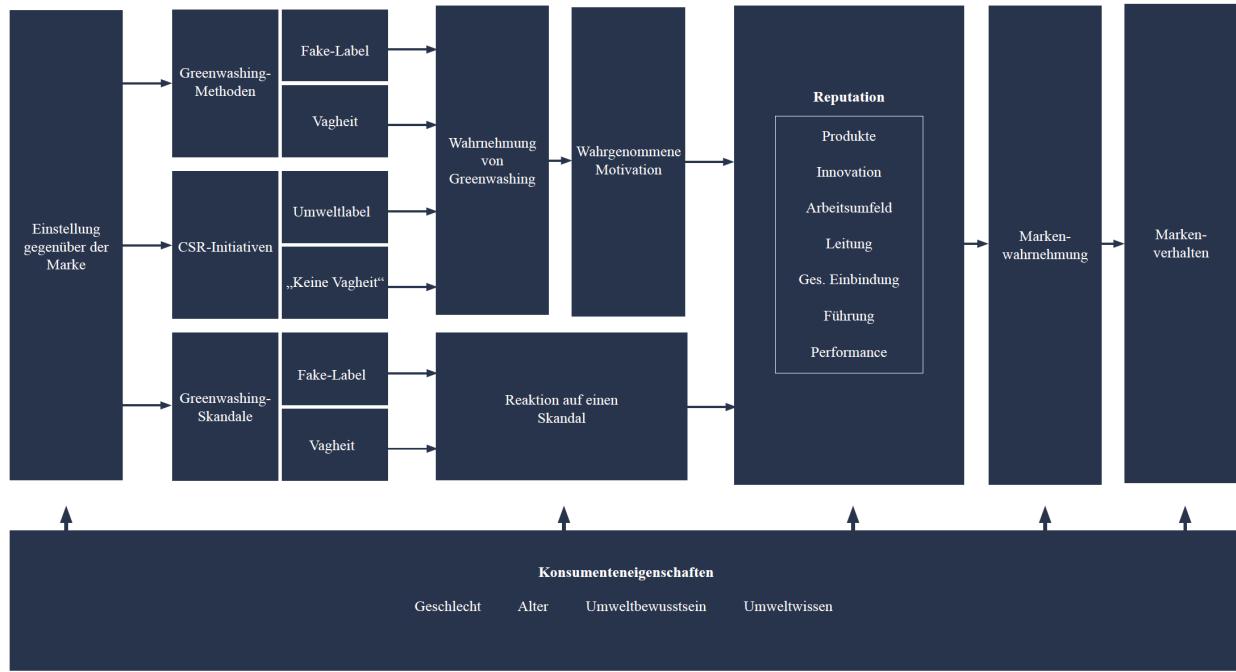 Einstellung
gegenüber der
Marke
Greenwashing-
Methoden
Fake-Label
Vagheit
CSR-Initiativen
Umweltlabel
„Keine Vagheit“
Greenwashing-
Skandale
Fake-Label
Vagheit
Wahrnehmung
von
Greenwashing
Wahrgenommene
Motivation
Reaktion auf einen
Skandal
Reputation
Produkte
Innovation
Arbeitsumfeld
Leitung
Ges. Einbindung
Führung
Performance
Marken-
wahrnehmung
Marken-
verhalten
Konsumenteneigenschaften
Geschlecht Alter Umweltbewusstsein Umweltwissen